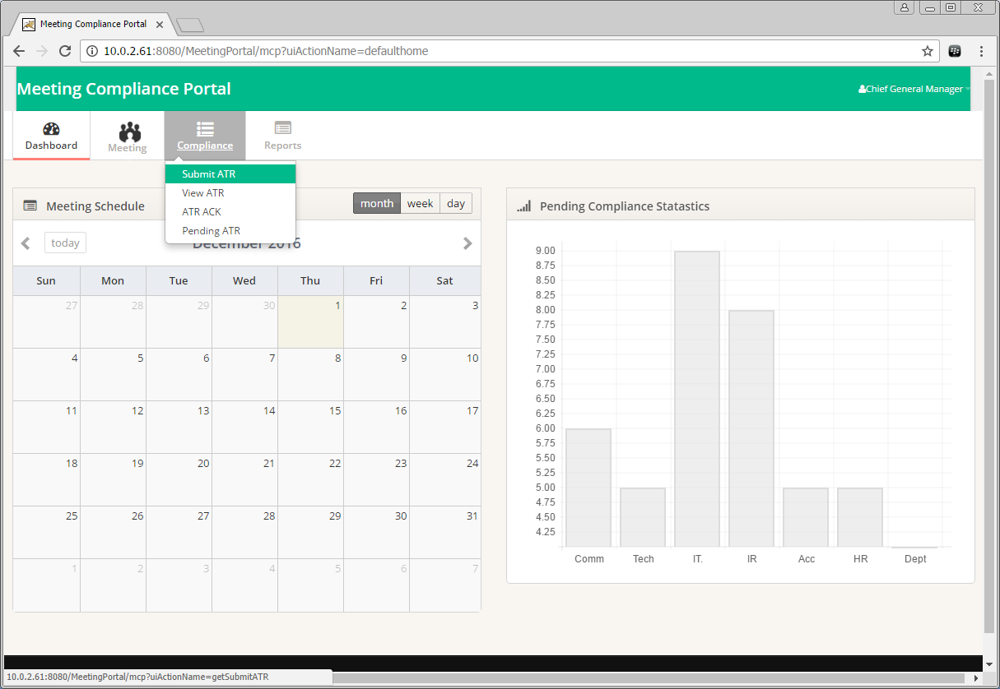 Meeting Compliance Portal
10.0.2.61:8080/MeetingPortal/mcp?uiActionName=defaulthome
Meeting Compliance Portal
Chief General Manager
Dashboard
Meeting
Compliance
Reports
Submit ATR
View ATR
ATR ACK
Pending ATR
Meeting Schedule
month week day
today
December 2016
Sun Mon Tue Wed Thu Fri Sat
27 28 29 30 1 2 3
4 5 6 7 8 9 10
11 12 13 14 15 16 17
18 19 20 21 22 23 24
25 26 27 28 29 30 31
1 2 3 4 5 6 7
Pending Compliance Statastics
9.00
8.75
8.50
8.25
8.00
7.75
7.50
7.25
7.00
6.75
6.50
6.25
6.00
5.75
5.50
5.25
5.00
4.75
4.50
4.25
Comm Tech IT. IR Acc HR Dept
10.0.2.61:8080/MeetingPortal/mcp?uiActionName=getSubmitATR